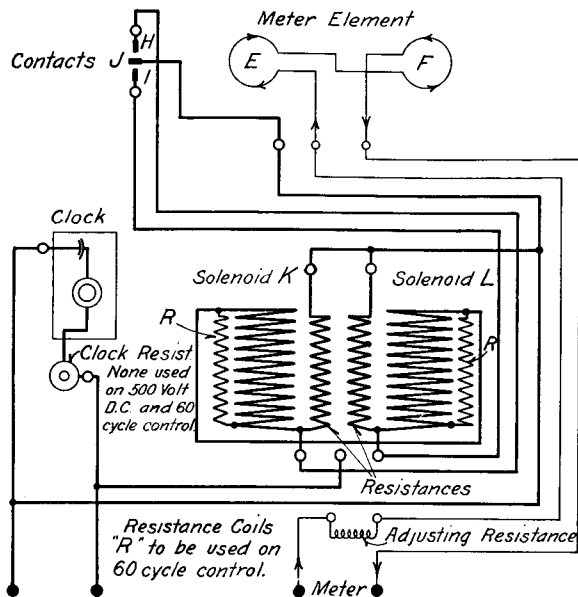 Meter Element
H
Contacts J
I
E
F
Clock
Solenoid K
Solenoid L
R
R
Clock Resist.
None used
on 500 Volt
D.C. and 60
cycle control.
Resistances
Resistance Coils
"R" to be used on
60 cycle control.
Adjusting Resistance
Meter